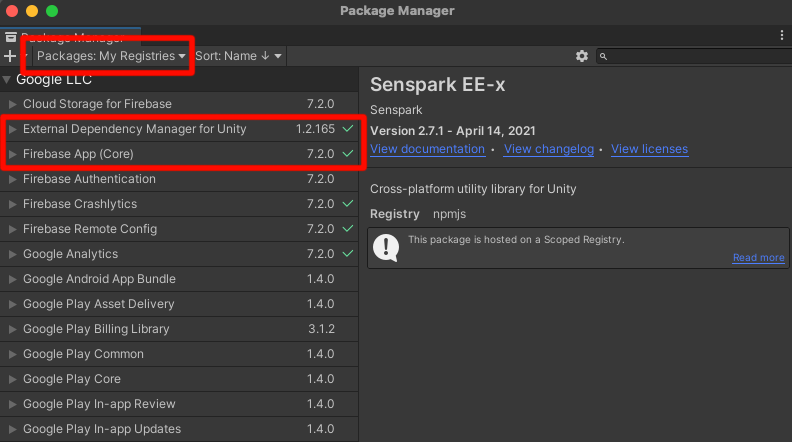 Package Manager
Package Manager
Packages: My Registries
Sort: Name ↓
Google LLC
Cloud Storage for Firebase 7.2.0
External Dependency Manager for Unity 1.2.165
Firebase App (Core) 7.2.0
Firebase Authentication 7.2.0
Firebase Crashlytics 7.2.0
Firebase Remote Config 7.2.0
Google Analytics 7.2.0
Google Android App Bundle 1.4.0
Google Play Asset Delivery 1.4.0
Google Play Billing Library 3.1.2
Google Play Common 1.4.0
Google Play Core 1.4.0
Google Play In-app Review 1.4.0
Google Play In-app Updates 1.4.0
Senspark EE-x
Senspark
Version 2.7.1 - April 14, 2021
View documentation • View changelog • View licenses
Cross-platform utility library for Unity
Registry npmjs
This package is hosted on a Scoped Registry.
Read more